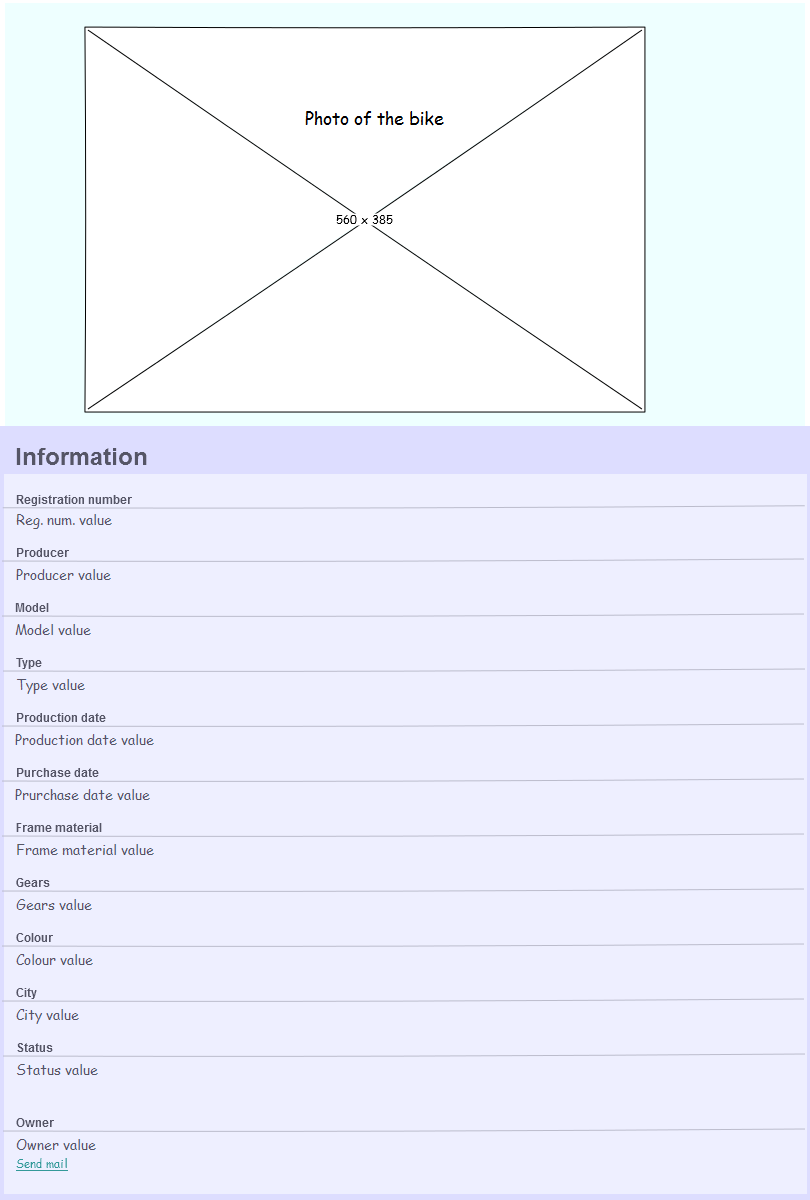 Photo of the bike
560 x 385
Information
Registration number
Reg. num. value
Producer
Producer value
Model
Model value
Type
Type value
Production date
Production date value
Purchase date
Prurchase date value
Frame material
Frame material value
Gears
Gears value
Colour
Colour value
City
City value
Status
Status value
Owner
Owner value
Send mail